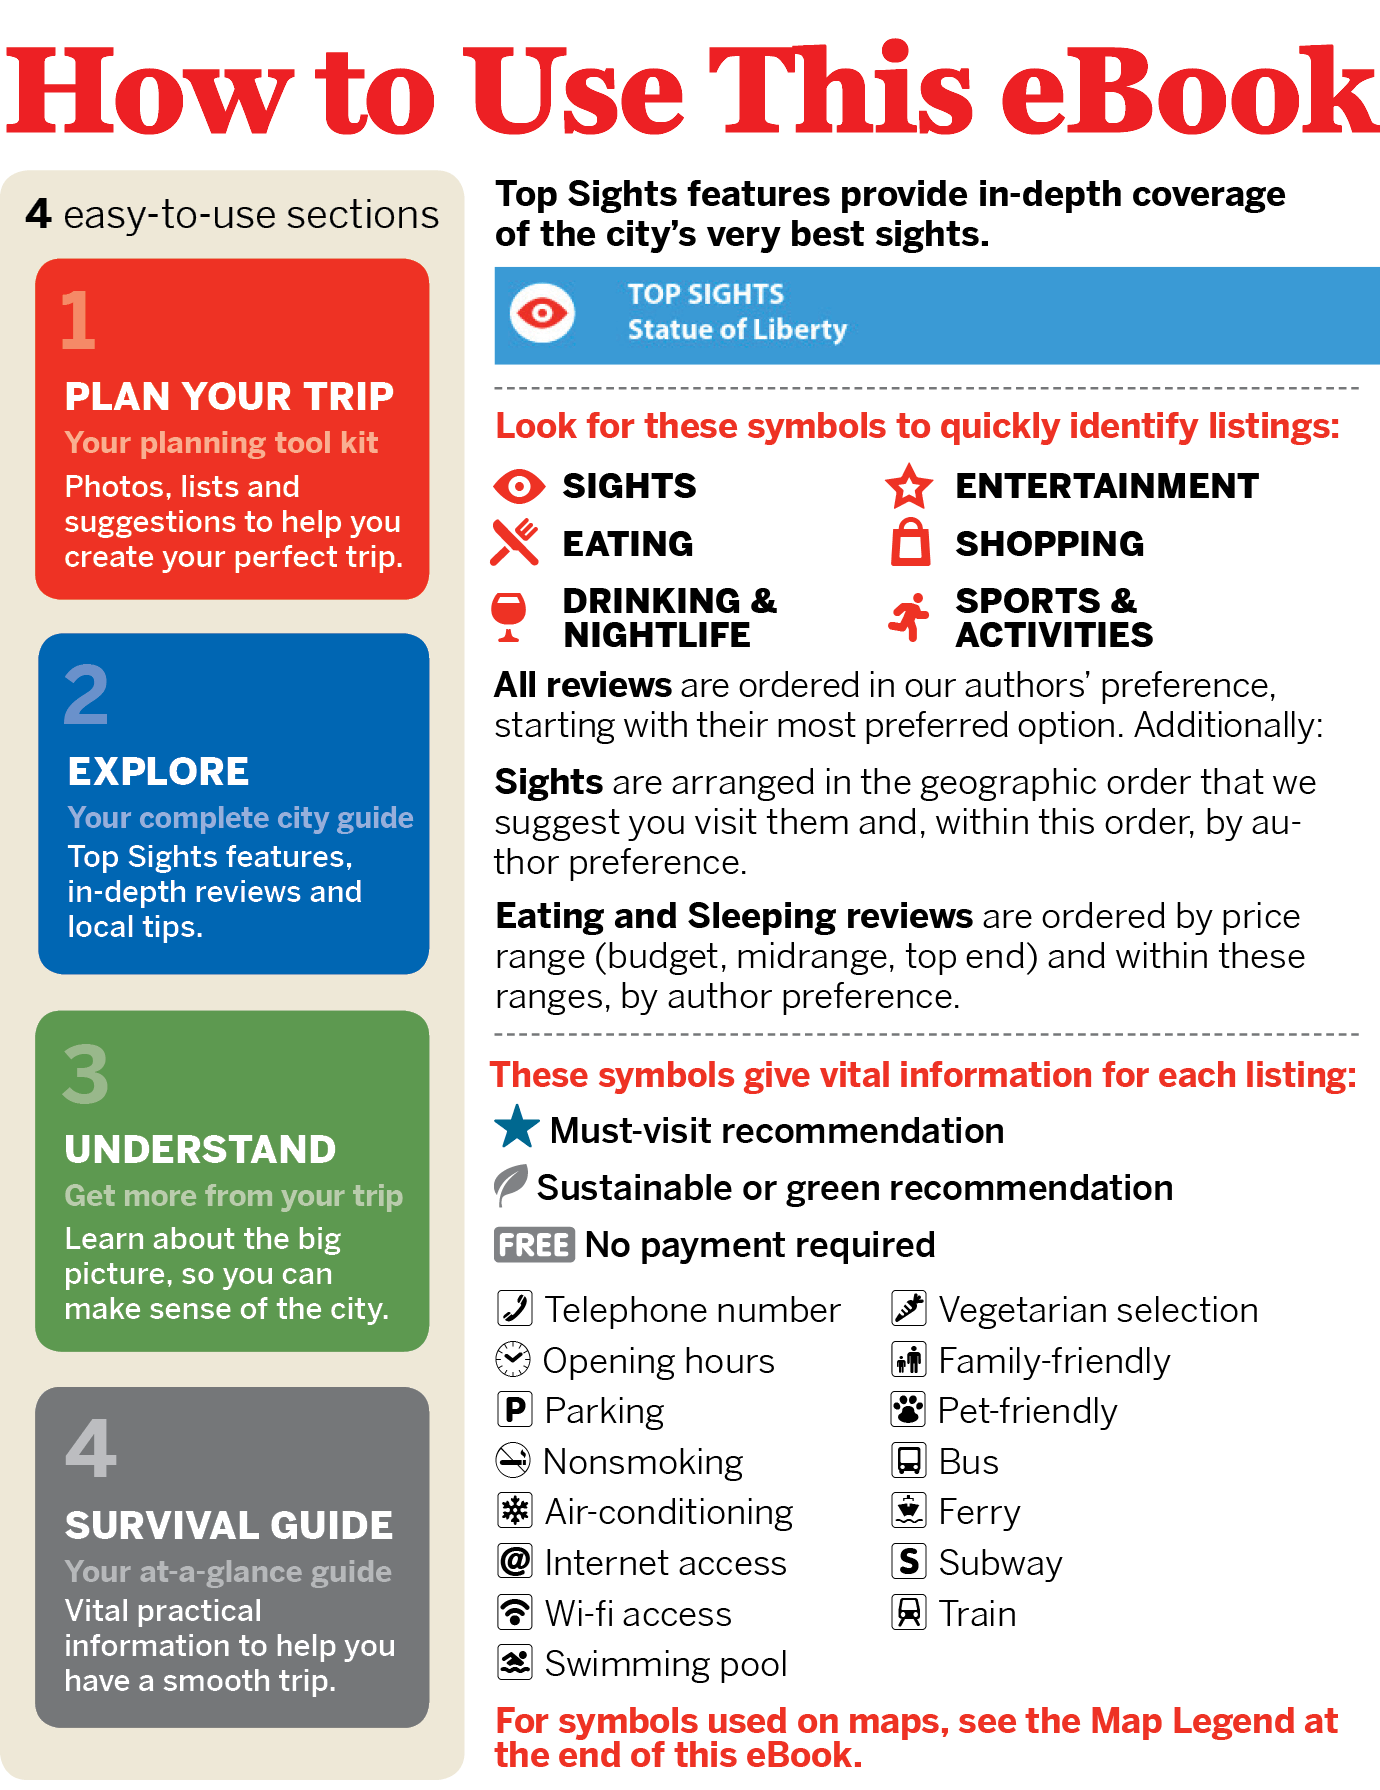 How to Use This eBook
4 easy-to-use sections
1
PLAN YOUR TRIP
Your planning tool kit
Photos, lists and
suggestions to help you
create your perfect trip.
2
EXPLORE
Your complete city guide
Top Sights features,
in-depth reviews and
local tips.
3
UNDERSTAND
Get more from your trip
Learn about the big
picture, so you can
make sense of the city.
4
SURVIVAL GUIDE
Your at-a-glance guide
Vital practical
information to help you
have a smooth trip.
Top Sights features provide in-depth coverage
of the city’s very best sights.
TOP SIGHTS
Statue of Liberty
Look for these symbols to quickly identify listings:
SIGHTS
EATING
DRINKING &
NIGHTLIFE
ENTERTAINMENT
SHOPPING
SPORTS &
ACTIVITIES
All reviews are ordered in our authors’ preference,
starting with their most preferred option. Additionally:
Sights are arranged in the geographic order that we
suggest you visit them and, within this order, by au-
thor preference.
Eating and Sleeping reviews are ordered by price
range (budget, midrange, top end) and within these
ranges, by author preference.
These symbols give vital information for each listing:
Must-visit recommendation
Sustainable or green recommendation
FREE No payment required
Telephone number
Opening hours
P Parking
Nonsmoking
Air-conditioning
@ Internet access
Wi-fi access
Swimming pool
Vegetarian selection
Family-friendly
Pet-friendly
Bus
Ferry
S Subway
Train
For symbols used on maps, see the Map Legend at
the end of this eBook.